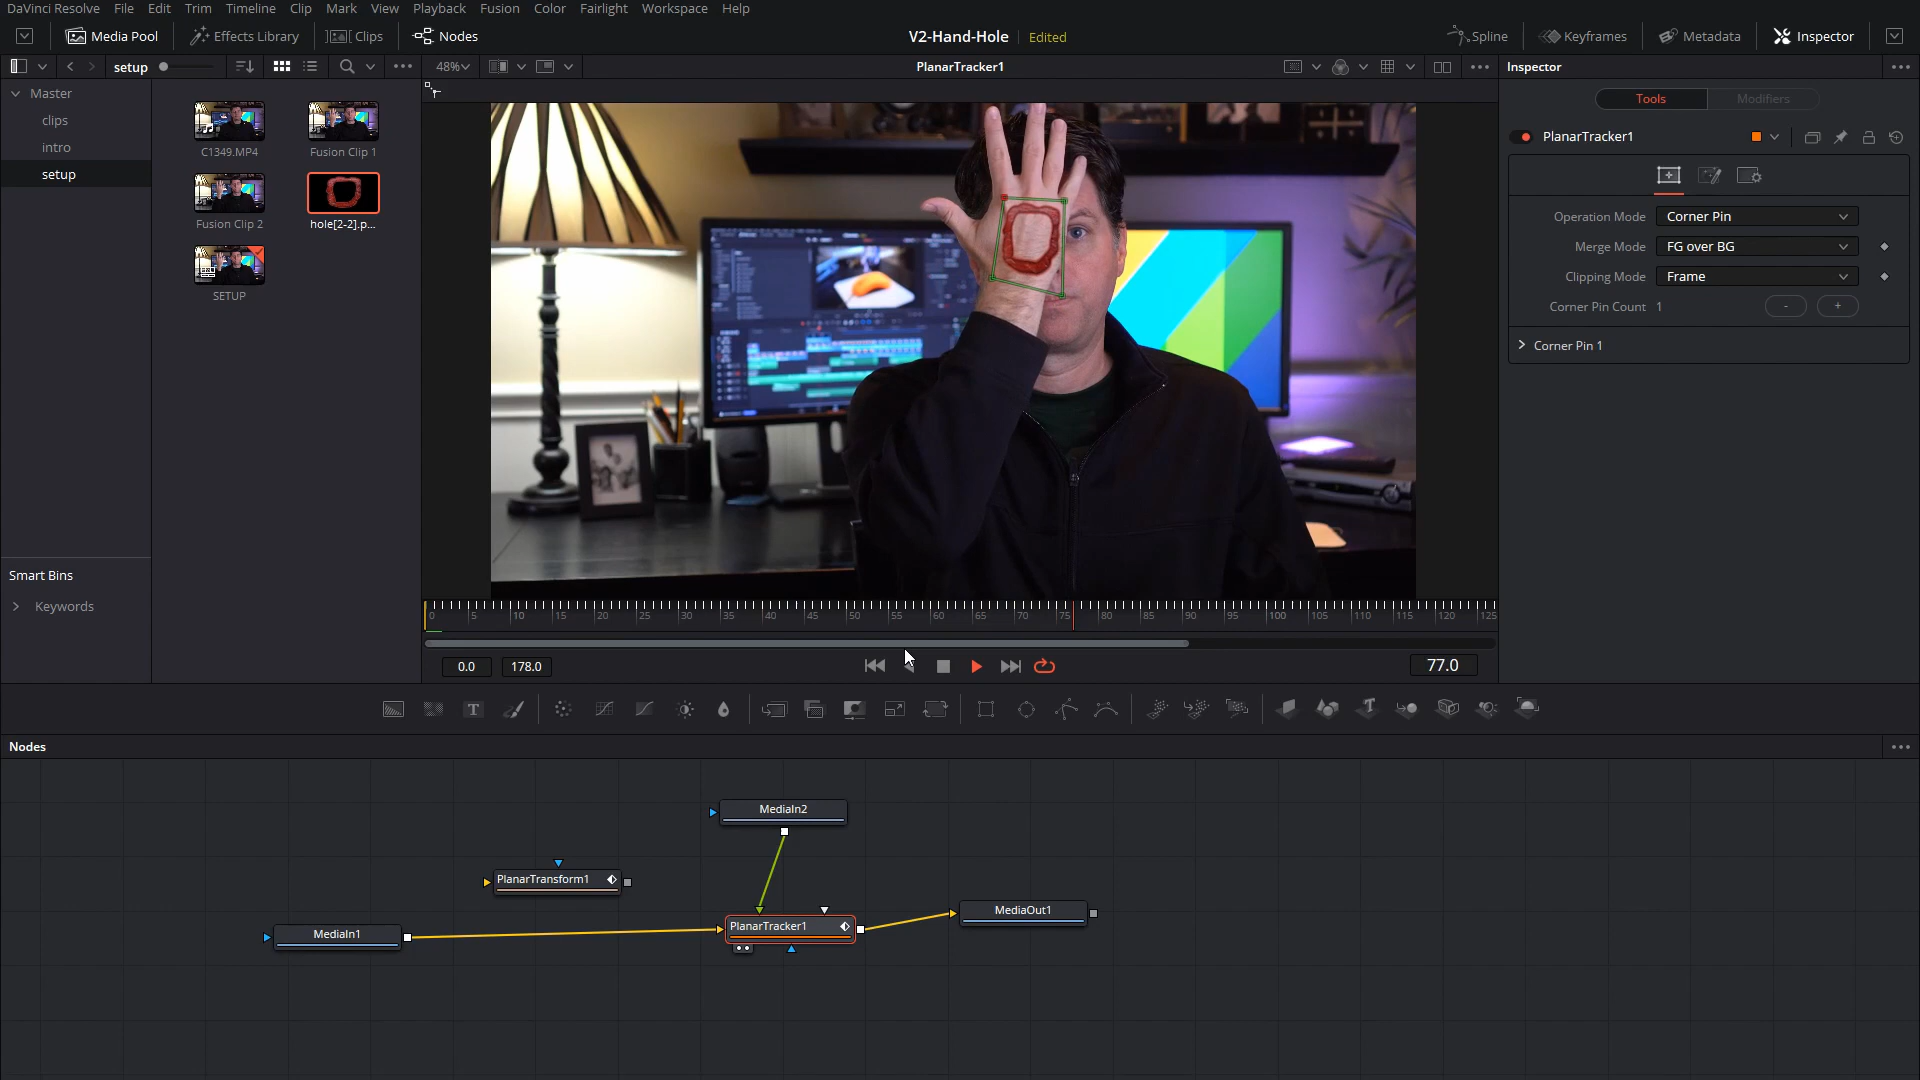 DaVinci Resolve File Edit Trim Timeline Clip Mark View Playback Fusion Color Fairlight Workspace Help
Media Pool Effects Library Clips Nodes V2-Hand-Hole Edited Spline Keyframes Metadata Inspector
setup 48% PlanarTracker1 Inspector
Master
clips
intro
setup
C1349.MP4 Fusion Clip 1
Fusion Clip 2 hole[2-2].p...
SETUP
Smart Bins
Keywords
Tools Modifiers
PlanarTracker1
Operation Mode Corner Pin
Merge Mode FG over BG
Clipping Mode Frame
Corner Pin Count 1 - +
Corner Pin 1
0 5 10 15 20 25 30 35 40 45 50 55 60 65 70 75 80 85 90 95 100 105 110 115 120 125
0.0 178.0 77.0
T T
Nodes
MediaIn2
PlanarTransform1
MediaOut1
PlanarTracker1
MediaIn1